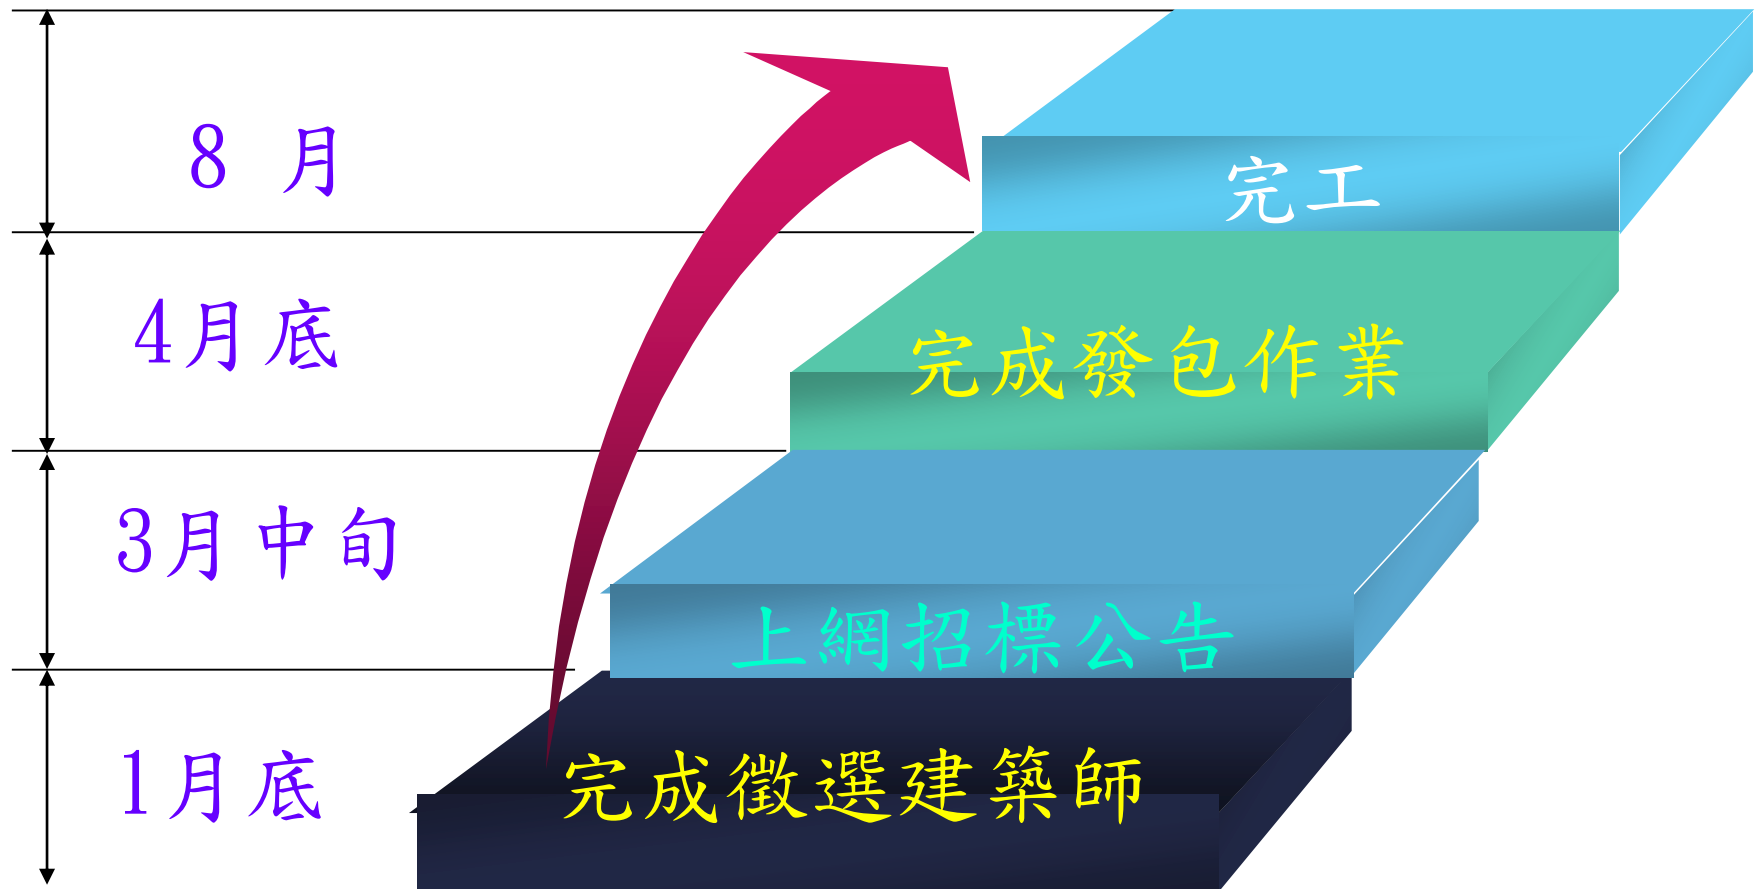 8 月
完工
4月底
完成發包作業
3月中旬
上網招標公告
1月底
完成徵選建築師